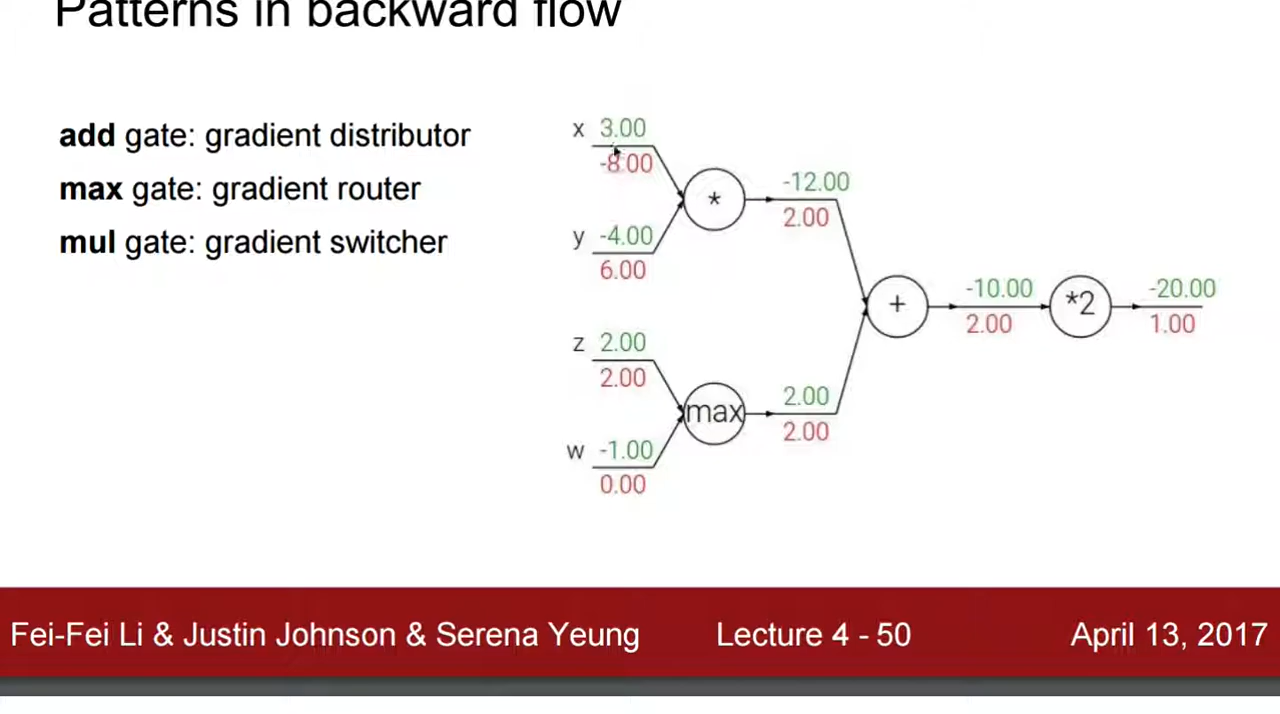 Patterns in backward flow
add gate: gradient distributor
max gate: gradient router
mul gate: gradient switcher
x 3.00
-8.00
y -4.00
6.00
*
-12.00
2.00
z 2.00
2.00
w -1.00
0.00
max
2.00
2.00
+
-10.00
2.00
*2
-20.00
1.00
Fei-Fei Li & Justin Johnson & Serena Yeung Lecture 4 - 50 April 13, 2017